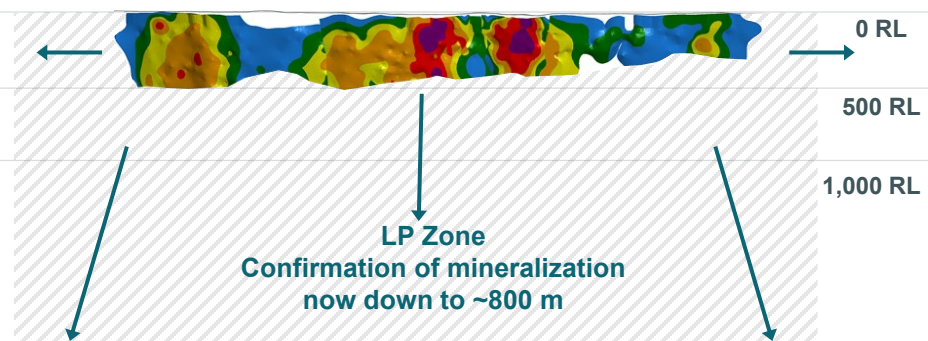 0 RL
500 RL
1,000 RL
LP Zone
Confirmation of mineralization
now down to ~800 m